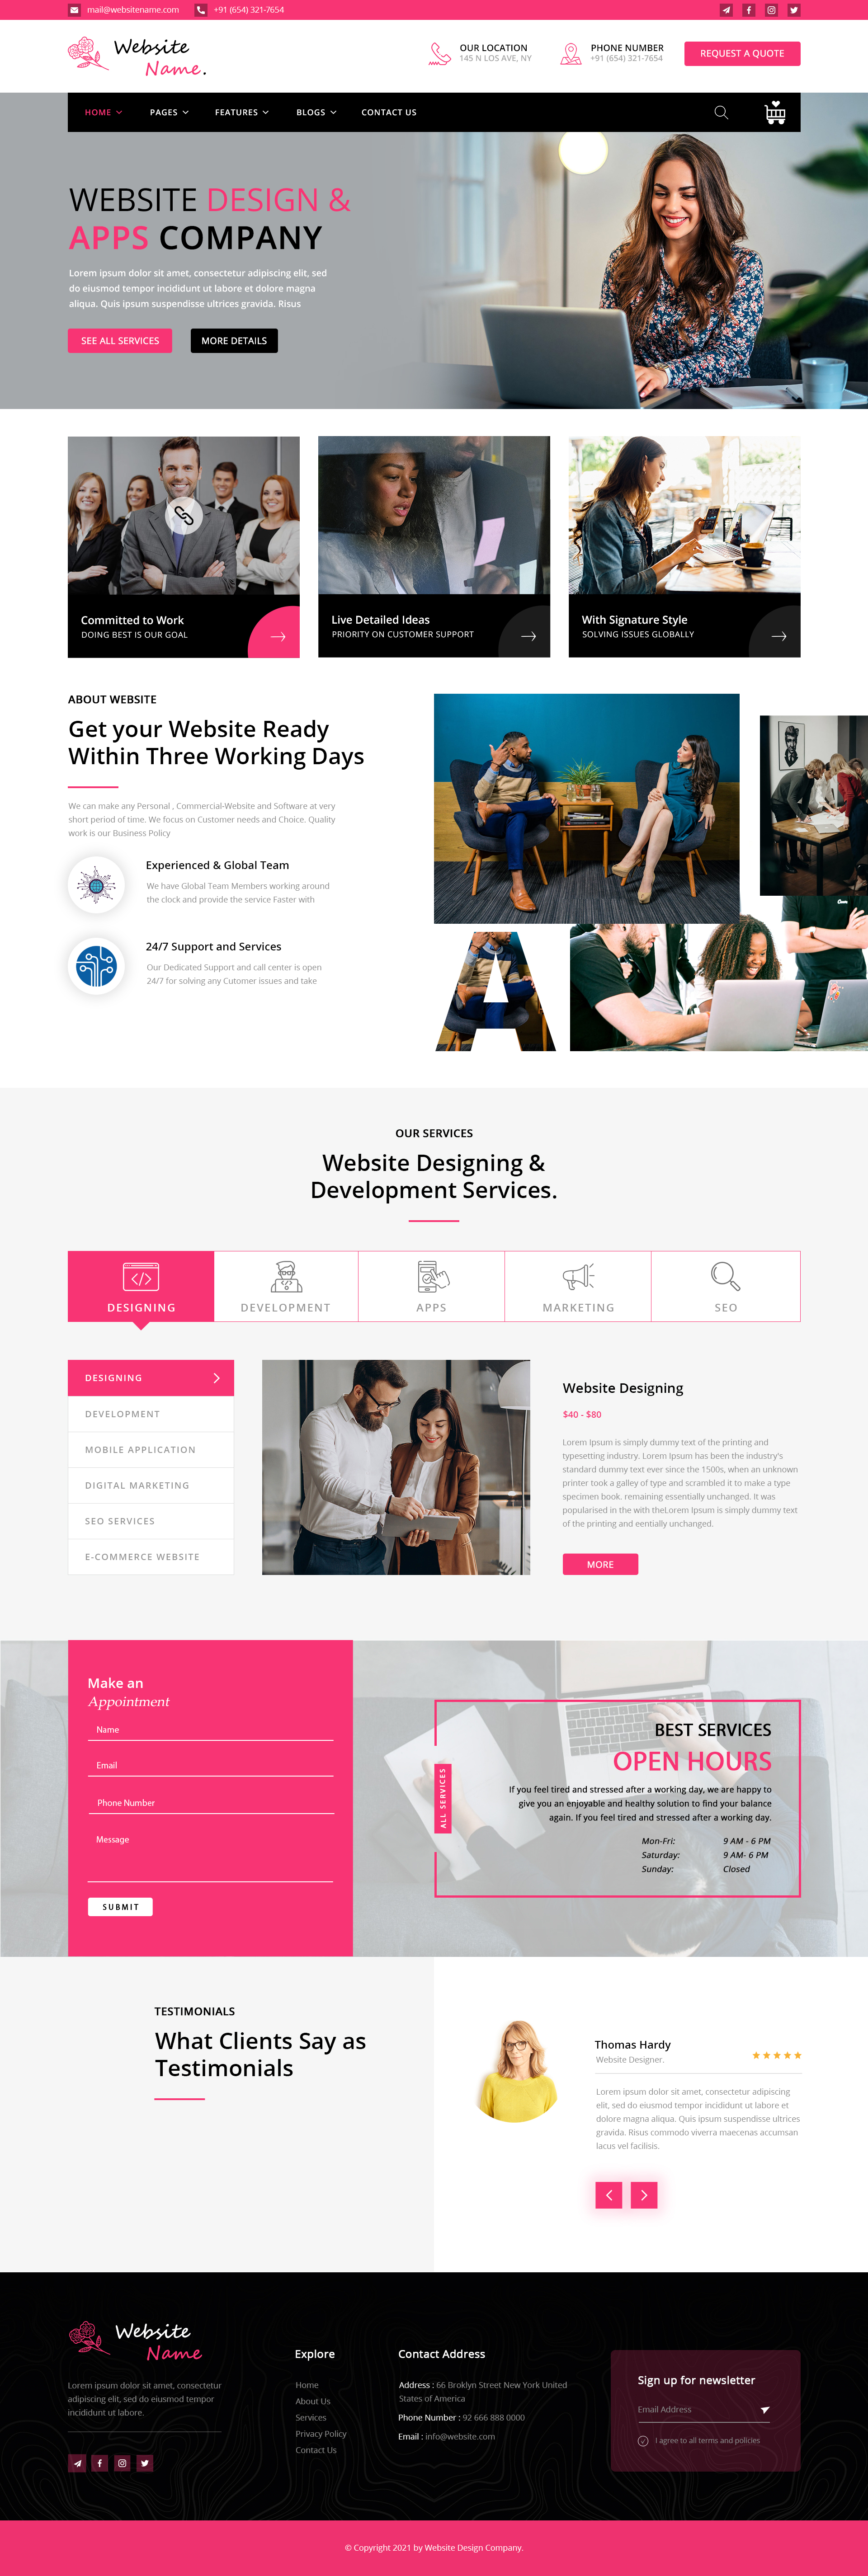 mail@websitename.com
+91 (654) 321-7654
Website
Name.
OUR LOCATION
145 N LOS AVE, NY
PHONE NUMBER
+91 (654) 321-7654
REQUEST A QUOTE
HOME
PAGES
FEATURES
BLOGS
CONTACT US
WEBSITE DESIGN &
APPS COMPANY
Lorem ipsum dolor sit amet, consectetur adipiscing elit, sed
do eiusmod tempor incididunt ut labore et dolore magna
aliqua. Quis ipsum suspendisse ultrices gravida. Risus
SEE ALL SERVICES
MORE DETAILS
Committed to Work
DOING BEST IS OUR GOAL
Live Detailed Ideas
PRIORITY ON CUSTOMER SUPPORT
With Signature Style
SOLVING ISSUES GLOBALLY
ABOUT WEBSITE
Get your Website Ready
Within Three Working Days
We can make any Personal , Commercial-Website and Software at very
short period of time. We focus on Customer needs and Choice. Quality
work is our Business Policy
Experienced & Global Team
We have Global Team Members working around
the clock and provide the service Faster with
24/7 Support and Services
Our Dedicated Support and call center is open
24/7 for solving any Cutomer issues and take
OUR SERVICES
Website Designing &
Development Services.
DESIGNING
DEVELOPMENT
APPS
MARKETING
SEO
DESIGNING
DEVELOPMENT
MOBILE APPLICATION
DIGITAL MARKETING
SEO SERVICES
E-COMMERCE WEBSITE
Website Designing
$40 - $80
Lorem Ipsum is simply dummy text of the printing and
typesetting industry. Lorem Ipsum has been the industry's
standard dummy text ever since the 1500s, when an unknown
printer took a galley of type and scrambled it to make a type
specimen book. remaining essentially unchanged. It was
popularised in the with theLorem Ipsum is simply dummy text
of the printing and eentially unchanged.
MORE
Make an
Appointment
Name
Email
Phone Number
Message
SUBMIT
ALL SERVICES
BEST SERVICES
OPEN HOURS
If you feel tired and stressed after a working day, we are happy to
give you an enjoyable and healthy solution to find your balance
again. If you feel tired and stressed after a working day.
Mon-Fri: 9 AM - 6 PM
Saturday: 9 AM- 6 PM
Sunday: Closed
TESTIMONIALS
What Clients Say as
Testimonials
Thomas Hardy
Website Designer.
Lorem ipsum dolor sit amet, consectetur adipiscing
elit, sed do eiusmod tempor incididunt ut labore et
dolore magna aliqua. Quis ipsum suspendisse ultrices
gravida. Risus commodo viverra maecenas accumsan
lacus vel facilisis.
Website
Name
Lorem ipsum dolor sit amet, consectetur
adipiscing elit, sed do eiusmod tempor
incididunt ut labore.
Explore
Home
About Us
Services
Privacy Policy
Contact Us
Contact Address
Address : 66 Broklyn Street New York United
States of America
Phone Number : 92 666 888 0000
Email : info@website.com
Sign up for newsletter
Email Address
I agree to all terms and policies
© Copyright 2021 by Website Design Company.